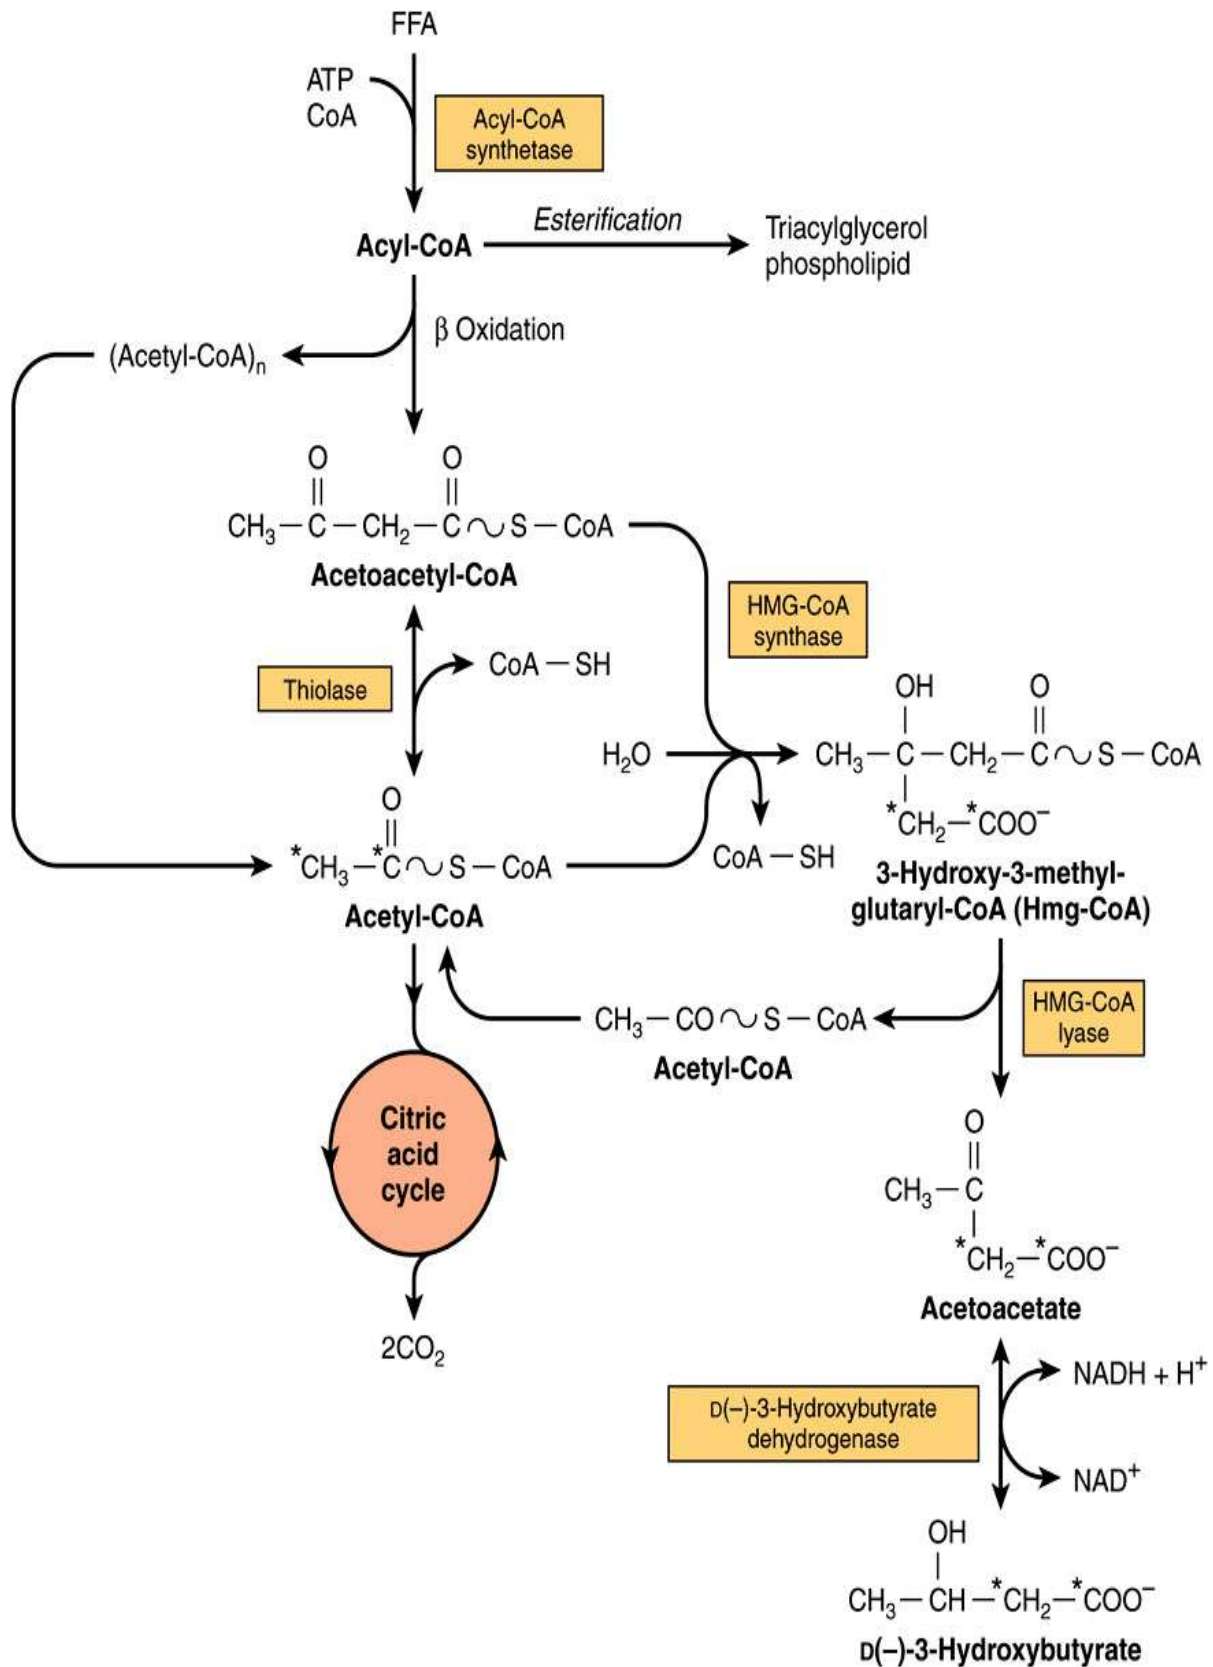 FFA
ATP
CoA
Acyl-CoA
synthetase
Acyl-CoA
Esterification
Triacylglycerol
phospholipid
β Oxidation
(Acetyl-CoA)n
O O
|| ||
CH3—C—CH2—C~S—CoA
Acetoacetyl-CoA
HMG-CoA
synthase
Thiolase
CoA—SH
OH O
| ||
H2O
CH3—C—CH2—C~S—CoA
|
*CH2—*COO−
CoA—SH
3-Hydroxy-3-methyl-
glutaryl-CoA (Hmg-CoA)
O
||
*CH3—*C~S—CoA
Acetyl-CoA
CH3—CO~S—CoA
Acetyl-CoA
HMG-CoA
lyase
Citric
acid
cycle
2CO2
O
||
CH3—C
|
*CH2—*COO−
Acetoacetate
NADH + H+
D(–)-3-Hydroxybutyrate
dehydrogenase
NAD+
OH
|
CH3—CH—*CH2—*COO−
D(–)-3-Hydroxybutyrate